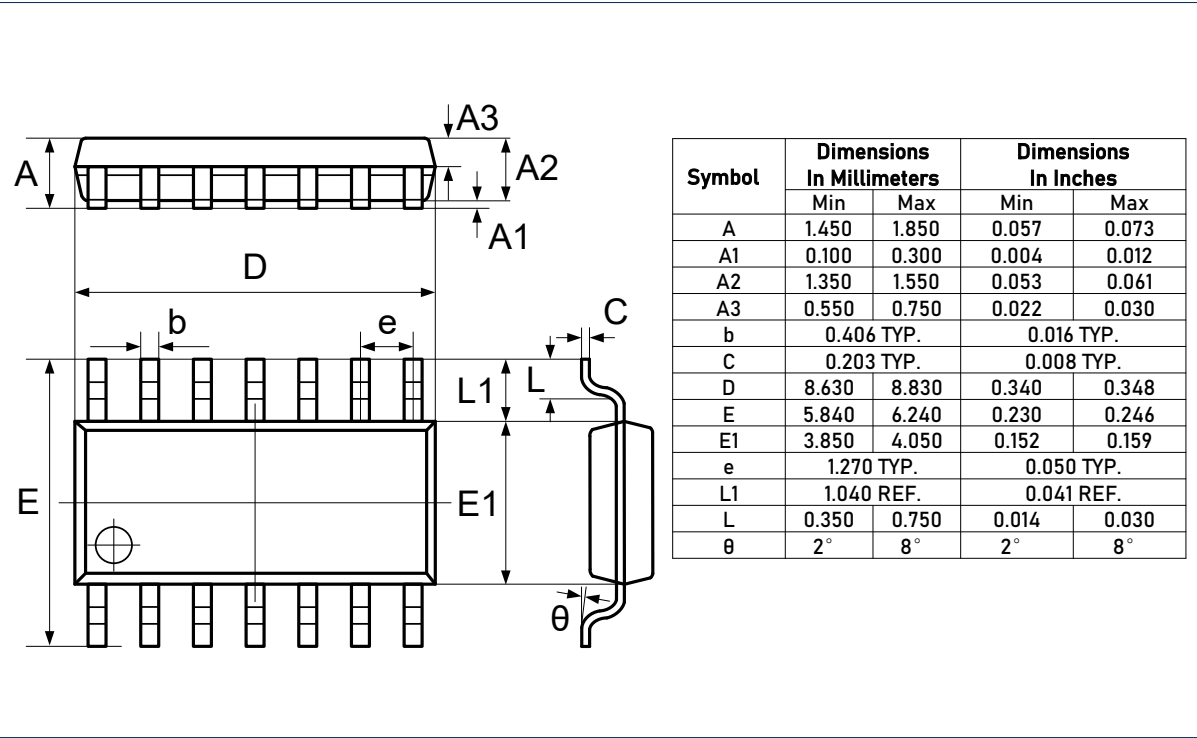 A3
A
A2
A1
D
b
e
C
L1
L
E
E1
θ
Symbol Dimensions In Millimeters Dimensions In Inches
Min Max Min Max
A 1.450 1.850 0.057 0.073
A1 0.100 0.300 0.004 0.012
A2 1.350 1.550 0.053 0.061
A3 0.550 0.750 0.022 0.030
b 0.406 TYP. 0.016 TYP.
C 0.203 TYP. 0.008 TYP.
D 8.630 8.830 0.340 0.348
E 5.840 6.240 0.230 0.246
E1 3.850 4.050 0.152 0.159
e 1.270 TYP. 0.050 TYP.
L1 1.040 REF. 0.041 REF.
L 0.350 0.750 0.014 0.030
θ 2° 8° 2° 8°